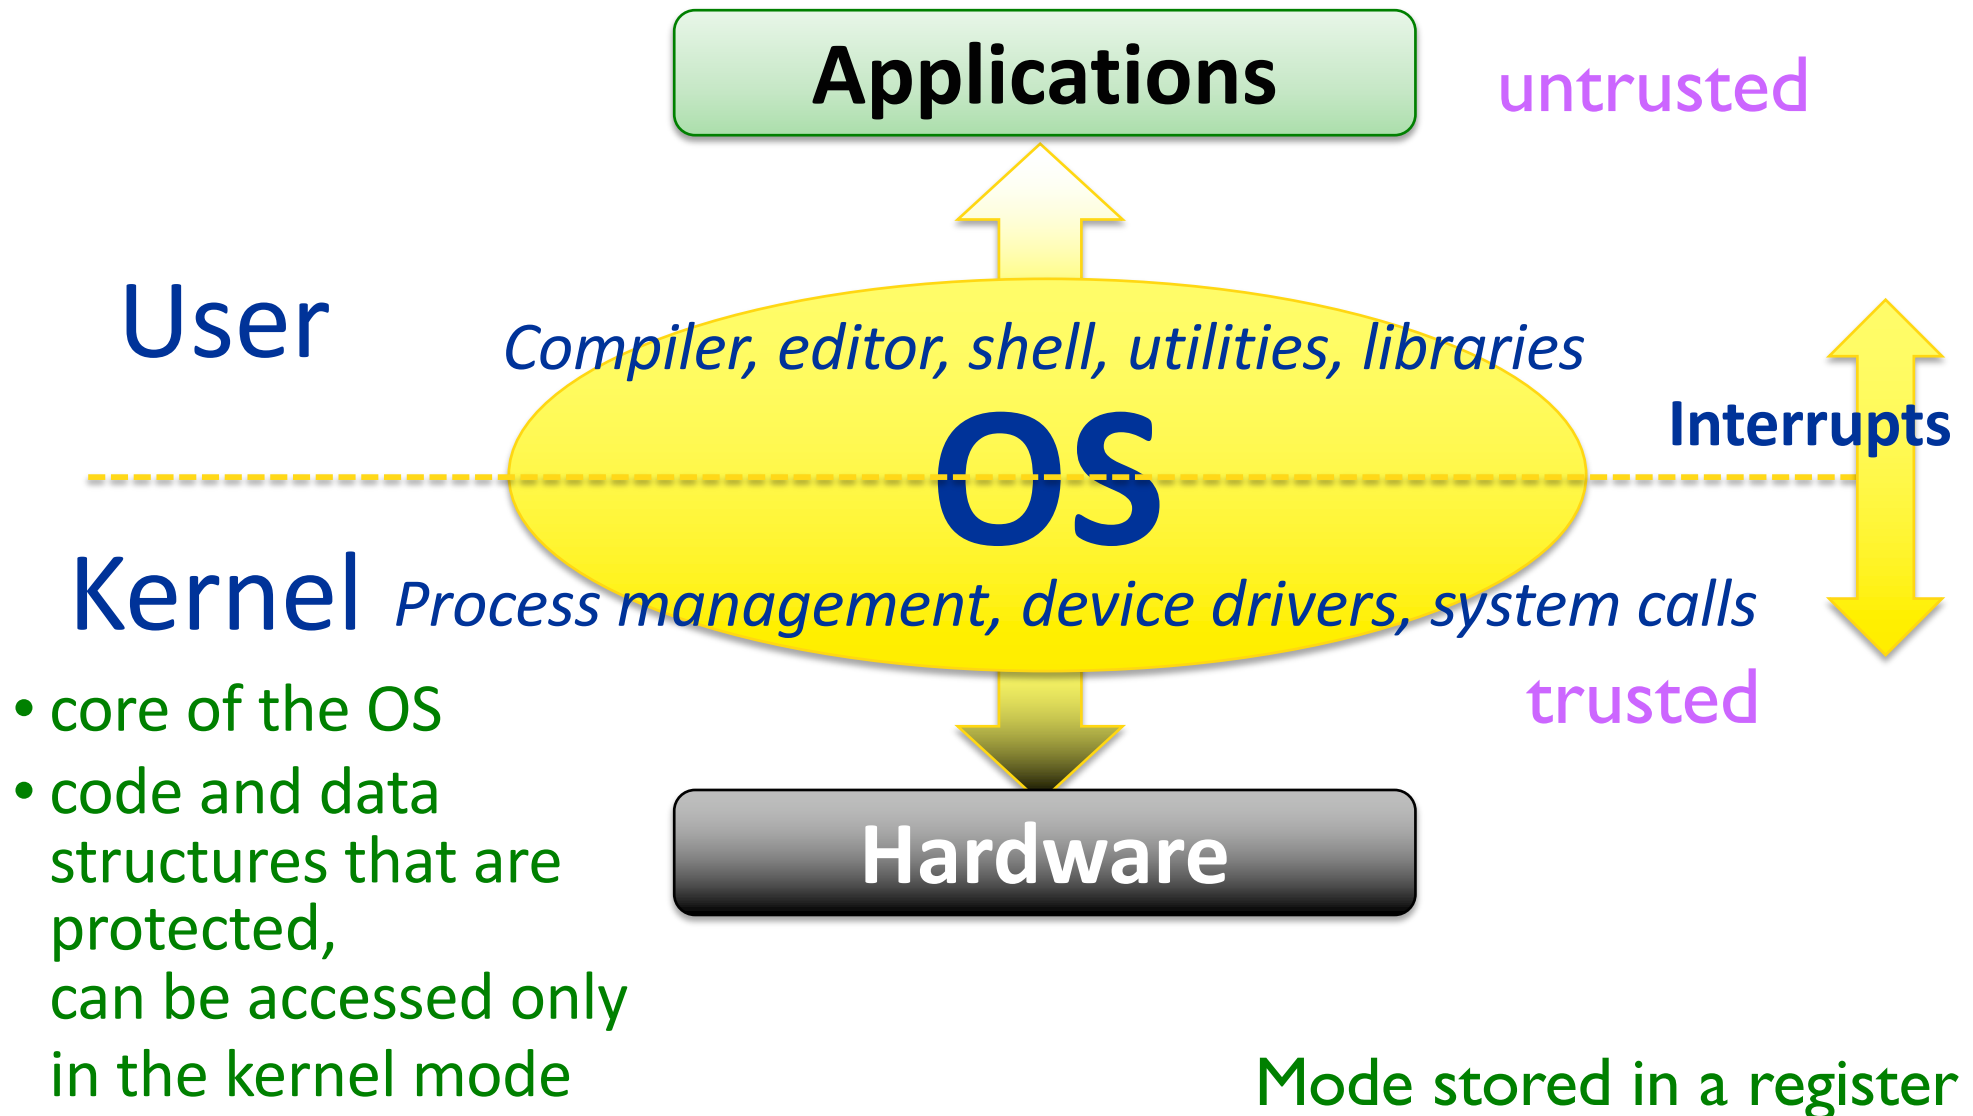 Applications
untrusted
User
Compiler, editor, shell, utilities, libraries
Interrupts
OS
Kernel
Process management, device drivers, system calls
trusted
• core of the OS
• code and data
structures that are
protected,
can be accessed only
in the kernel mode
Hardware
Mode stored in a register